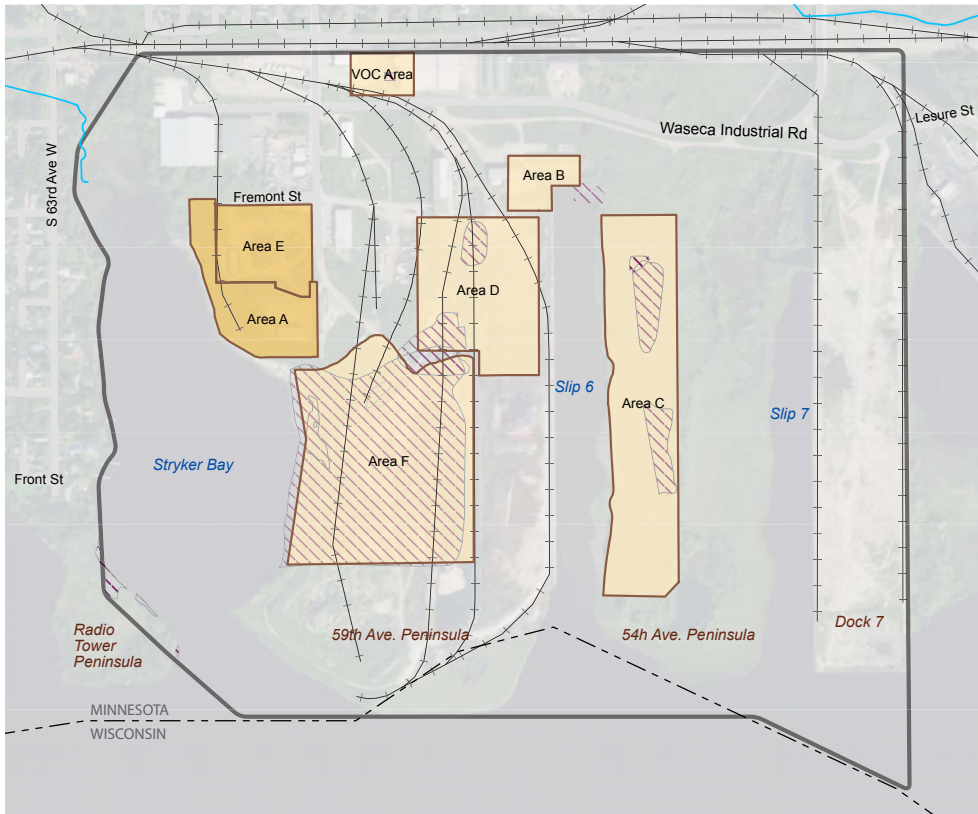 VOC Area
Lesure St
Waseca Industrial Rd
S 63rd Ave W
Area B
Fremont St
Area E
Area D
Area A
Slip 6
Area C
Slip 7
Stryker Bay
Area F
Front St
Radio
Tower
Peninsula
59th Ave. Peninsula
54h Ave. Peninsula
Dock 7
MINNESOTA
WISCONSIN